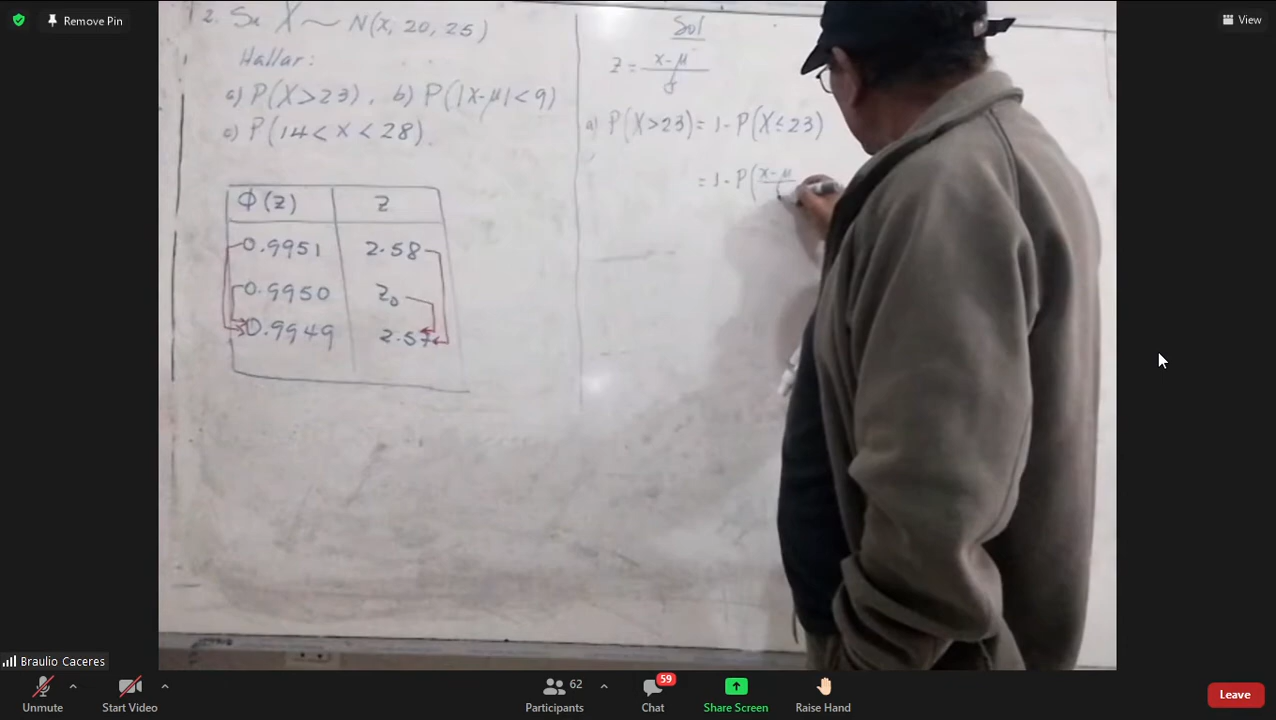 Remove Pin
View
2. Sea X ~ N(x, 20, 25)
Hallar:
a) P(X>23), b) P(|x-μ|<9)
c) P(14<x<28).
Φ(z) z
0.9951 2.58
0.9950 z₀
0.9949 2.57
Sol
z = (x-μ)/σ
a) P(X>23) = 1 - P(X≤23)
= 1 - P(x-μ
Braulio Caceres
Unmute
Start Video
62
Participants
59
Chat
Share Screen
Raise Hand
Leave